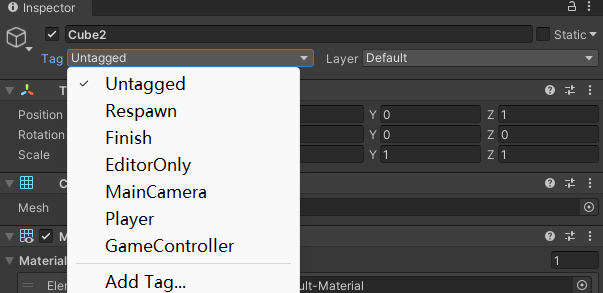 Inspector
Cube2
Static
Tag Untagged
Layer Default
Untagged
Respawn
Finish
EditorOnly
MainCamera
Player
GameController
Add Tag...
T
Position Y 0 Z 1
Rotation Y 0 Z 0
Scale Y 1 Z 1
C
Mesh
M
Material 1
Elem ult-Material